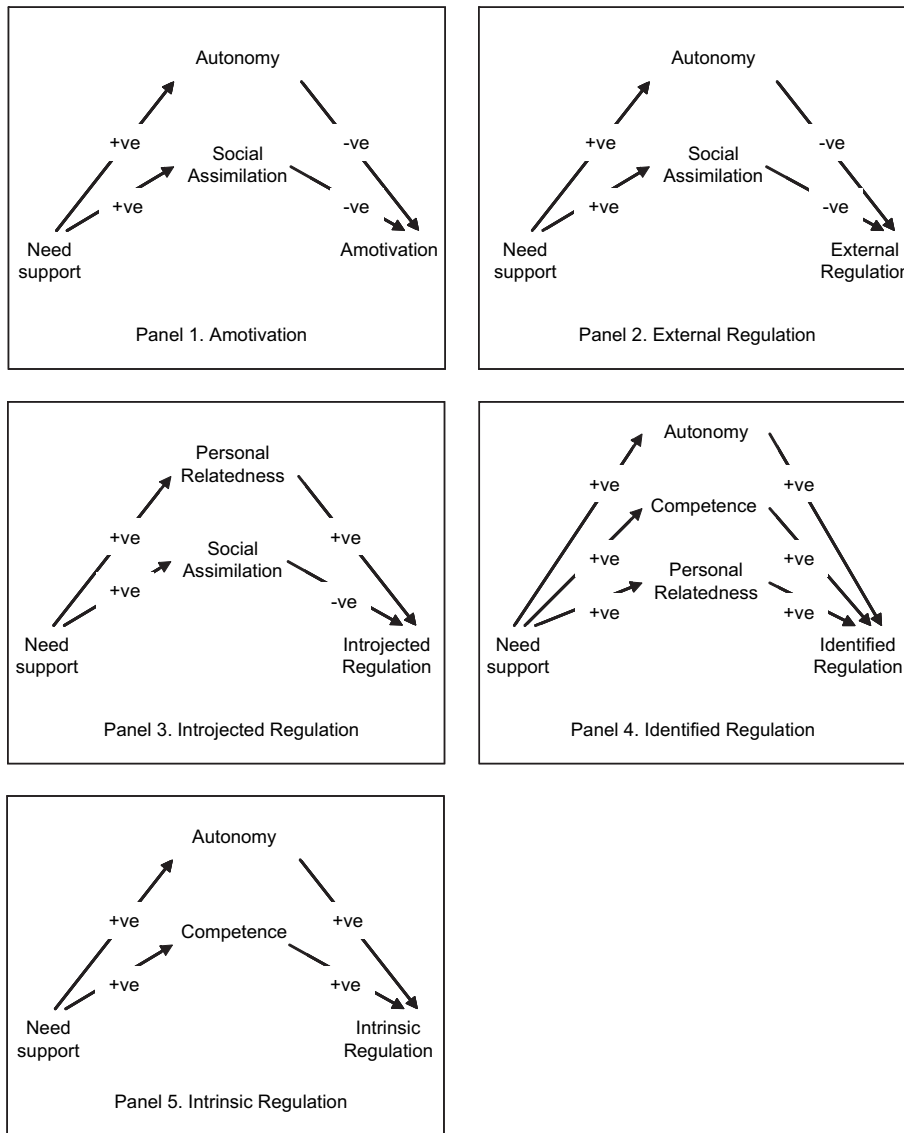 Autonomy
+ve
-ve
Social
Assimilation
+ve
-ve
Need
support
Amotivation
Panel 1. Amotivation
Autonomy
+ve
-ve
Social
Assimilation
+ve
-ve
Need
support
External
Regulation
Panel 2. External Regulation
Personal
Relatedness
+ve
+ve
Social
Assimilation
+ve
-ve
Need
support
Introjected
Regulation
Panel 3. Introjected Regulation
Autonomy
+ve
+ve
Competence
+ve
+ve
Personal
Relatedness
+ve
+ve
Need
support
Identified
Regulation
Panel 4. Identified Regulation
Autonomy
+ve
+ve
Competence
+ve
+ve
Need
support
Intrinsic
Regulation
Panel 5. Intrinsic Regulation